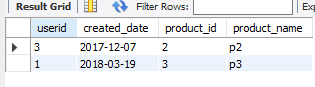 Result Grid Filter Rows:
userid created_date product_id product_name
3 2017-12-07 2 p2
1 2018-03-19 3 p3